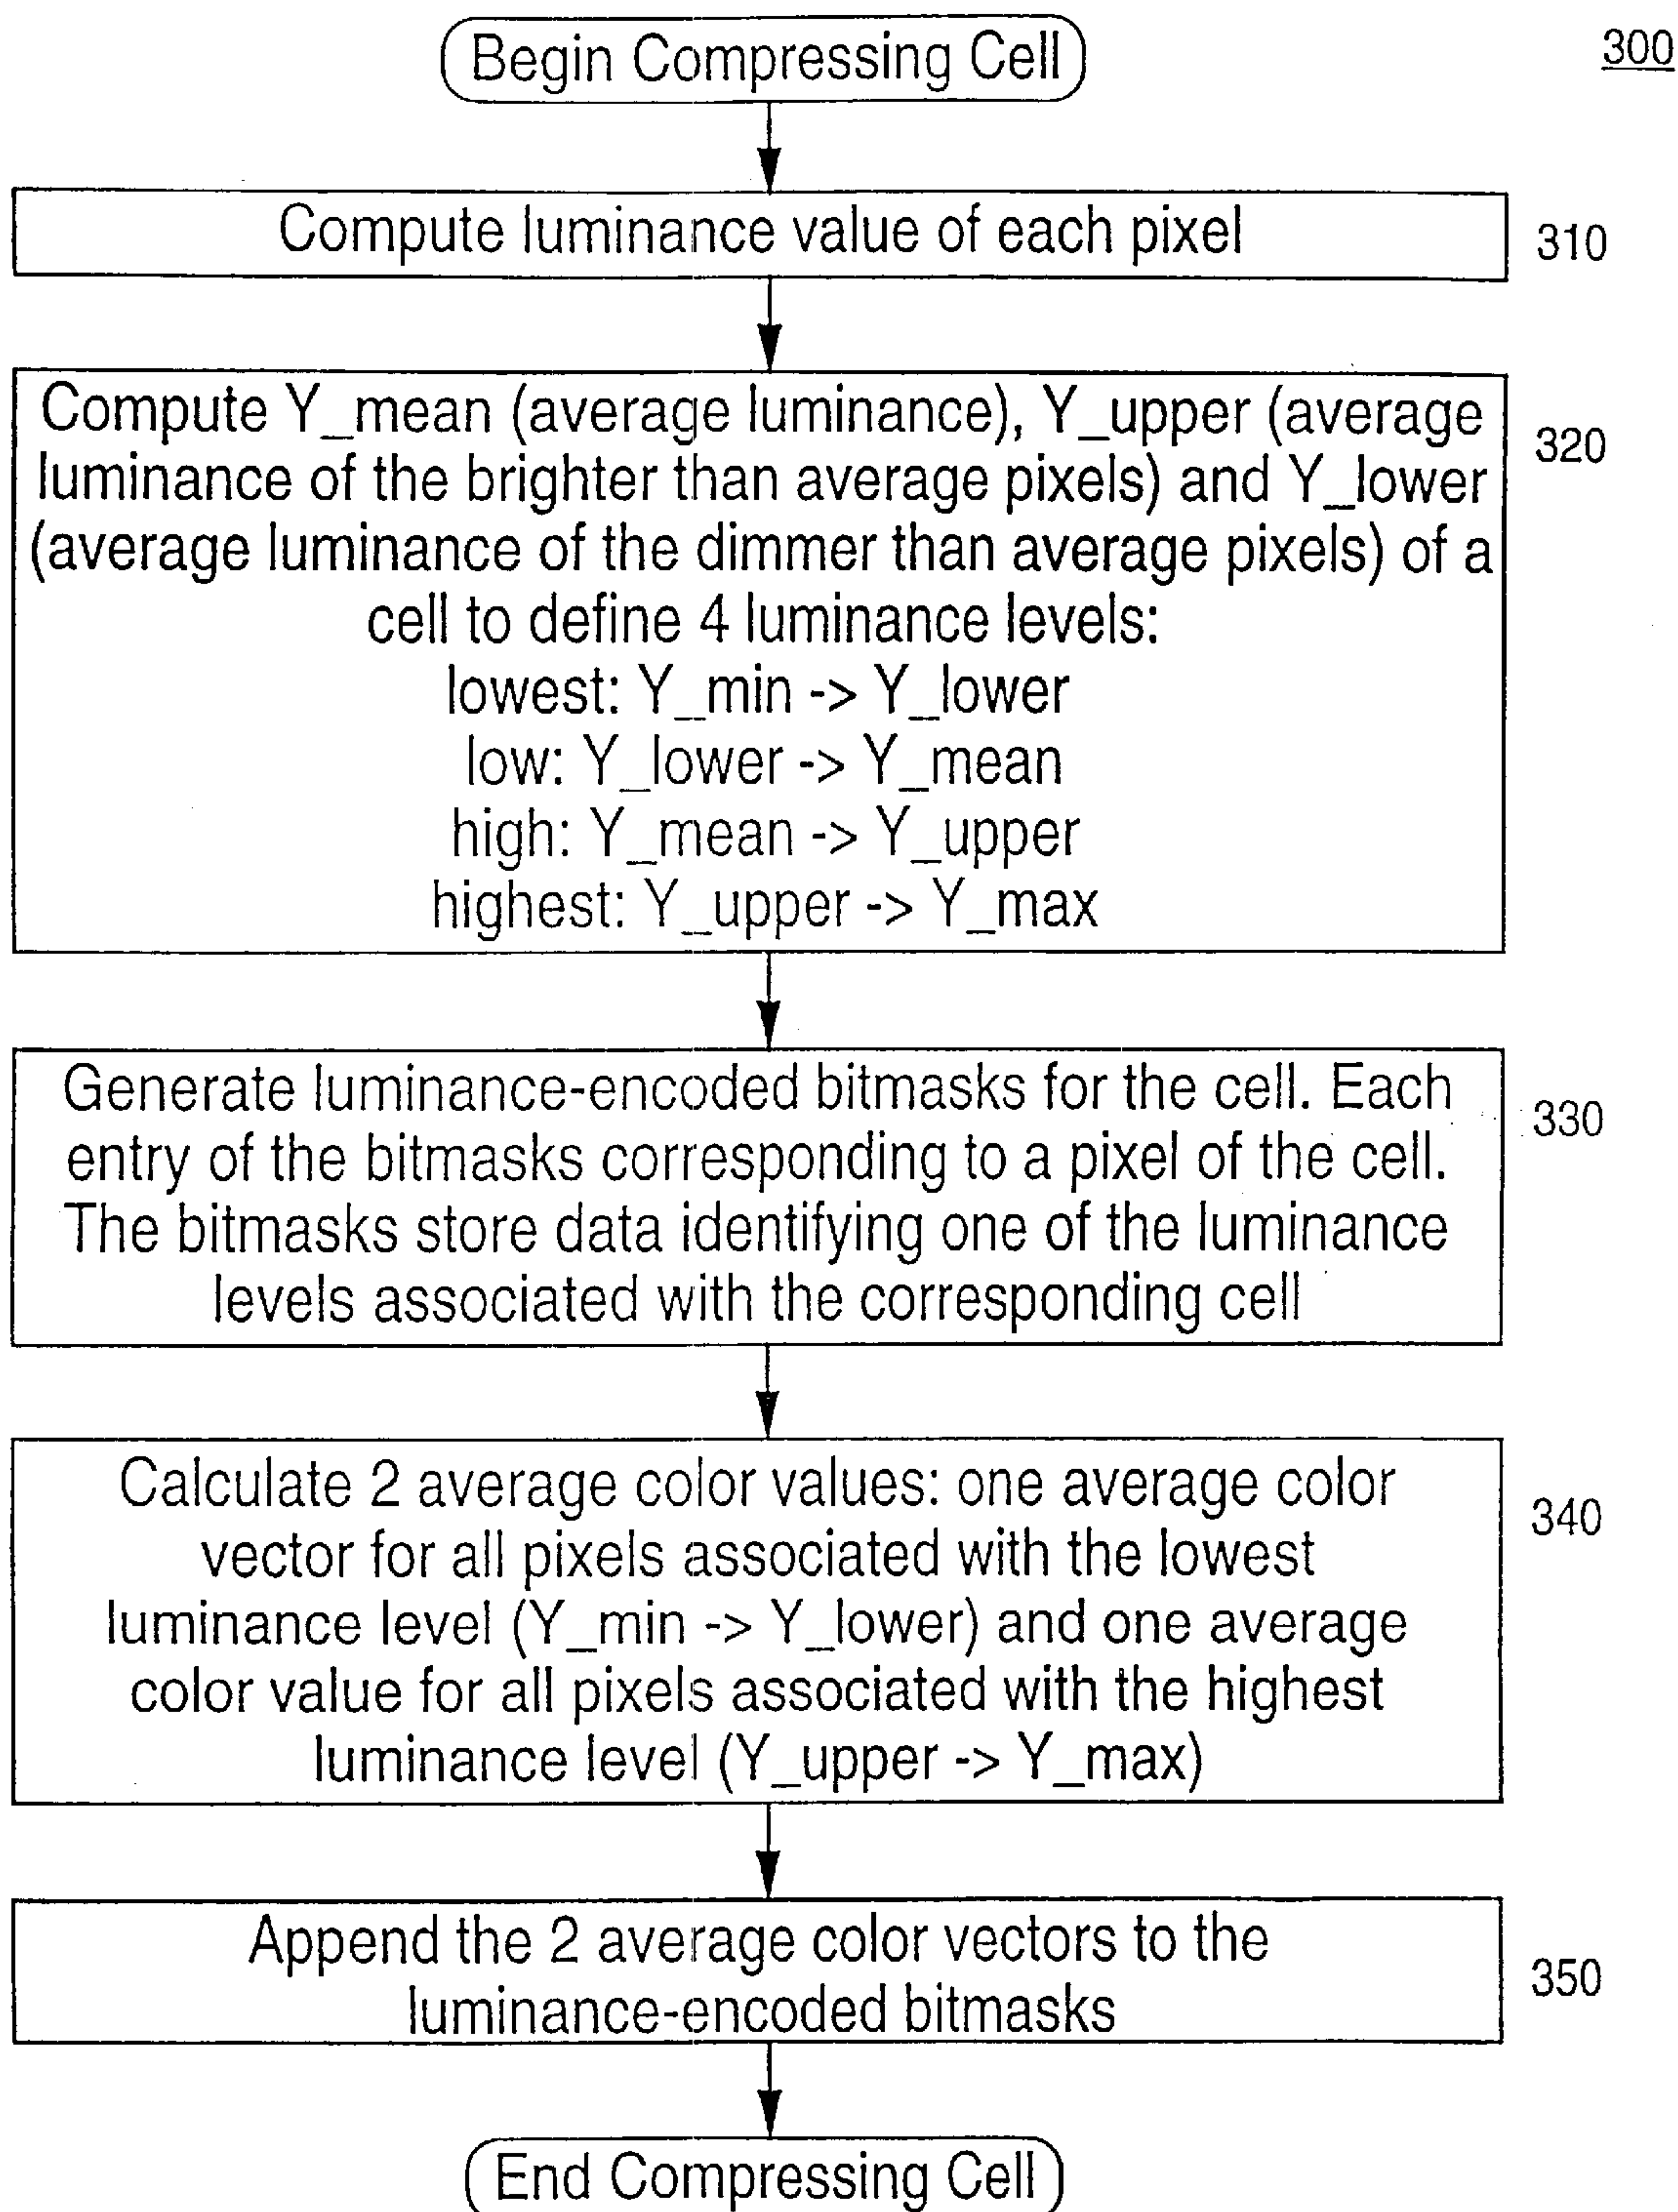 Begin Compressing Cell
300
Compute luminance value of each pixel
310
Compute Y_mean (average luminance), Y_upper (average
luminance of the brighter than average pixels) and Y_lower
(average luminance of the dimmer than average pixels) of a
cell to define 4 luminance levels:
lowest: Y_min -> Y_lower
low: Y_lower -> Y_mean
high: Y_mean -> Y_upper
highest: Y_upper -> Y_max
320
Generate luminance-encoded bitmasks for the cell. Each
entry of the bitmasks corresponding to a pixel of the cell.
The bitmasks store data identifying one of the luminance
levels associated with the corresponding cell
330
Calculate 2 average color values: one average color
vector for all pixels associated with the lowest
luminance level (Y_min -> Y_lower) and one average
color value for all pixels associated with the highest
luminance level (Y_upper -> Y_max)
340
Append the 2 average color vectors to the
luminance-encoded bitmasks
350
End Compressing Cell